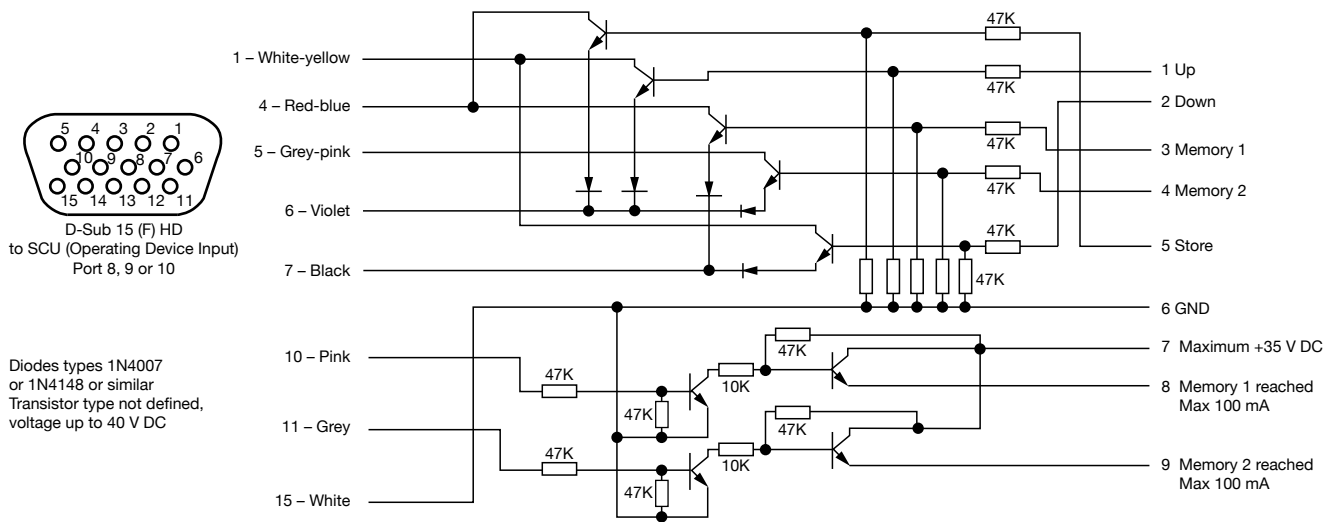 5 4 3 2 1
10 9 8 7 6
15 14 13 12 11
D-Sub 15 (F) HD
to SCU (Operating Device Input)
Port 8, 9 or 10
Diodes types 1N4007
or 1N4148 or similar
Transistor type not defined,
voltage up to 40 V DC
1 – White-yellow
4 – Red-blue
5 – Grey-pink
6 – Violet
7 – Black
10 – Pink
11 – Grey
15 – White
47K
47K
47K
47K
47K
47K
47K
47K
10K
47K
47K
47K
10K
47K
1 Up
2 Down
3 Memory 1
4 Memory 2
5 Store
6 GND
7 Maximum +35 V DC
8 Memory 1 reached
Max 100 mA
9 Memory 2 reached
Max 100 mA